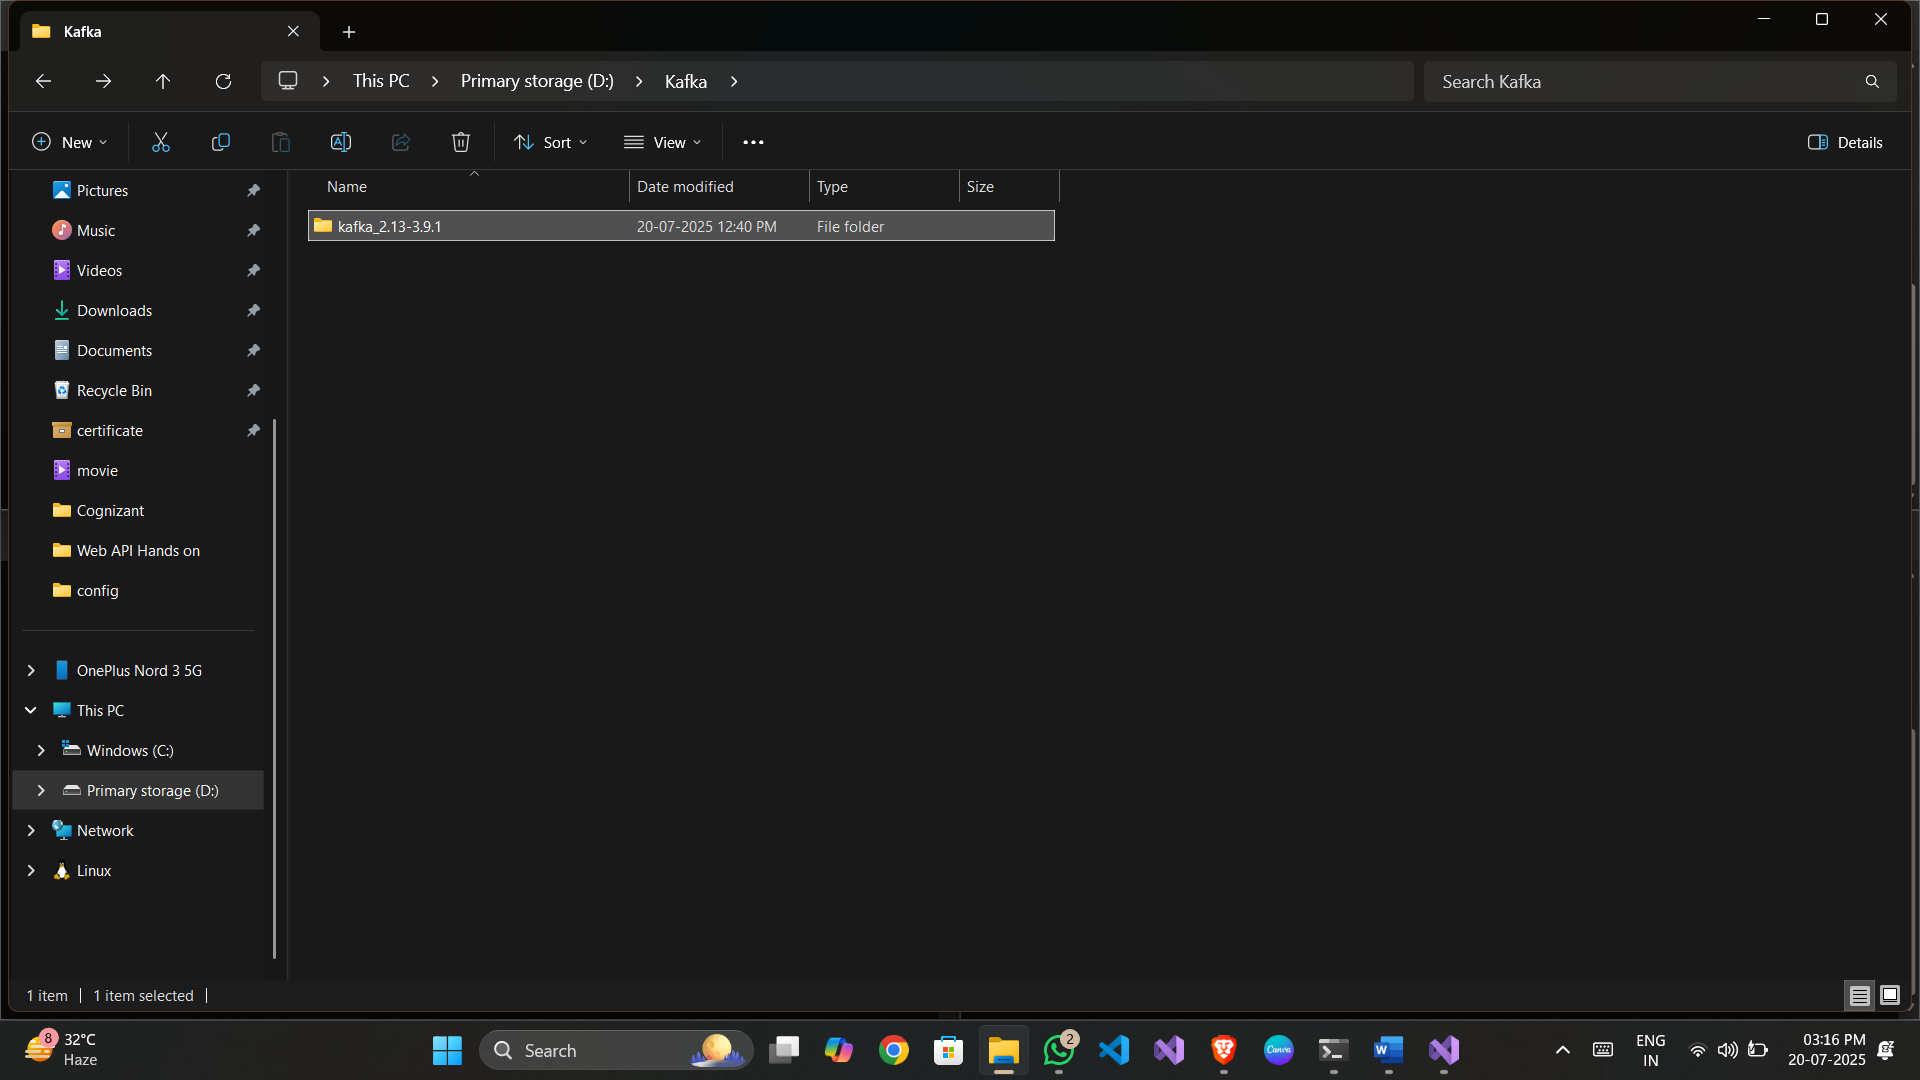 Kafka
This PC
Primary storage (D:)
Kafka
Search Kafka
New
Sort
View
Details
Pictures
Music
Videos
Downloads
Documents
Recycle Bin
certificate
movie
Cognizant
Web API Hands on
config
OnePlus Nord 3 5G
This PC
Windows (C:)
Primary storage (D:)
Network
Linux
Name Date modified Type Size
kafka_2.13-3.9.1 20-07-2025 12:40 PM File folder
1 item 1 item selected
8
32°C
Haze
Search
2
Canva
W
ENG
IN
03:16 PM
20-07-2025